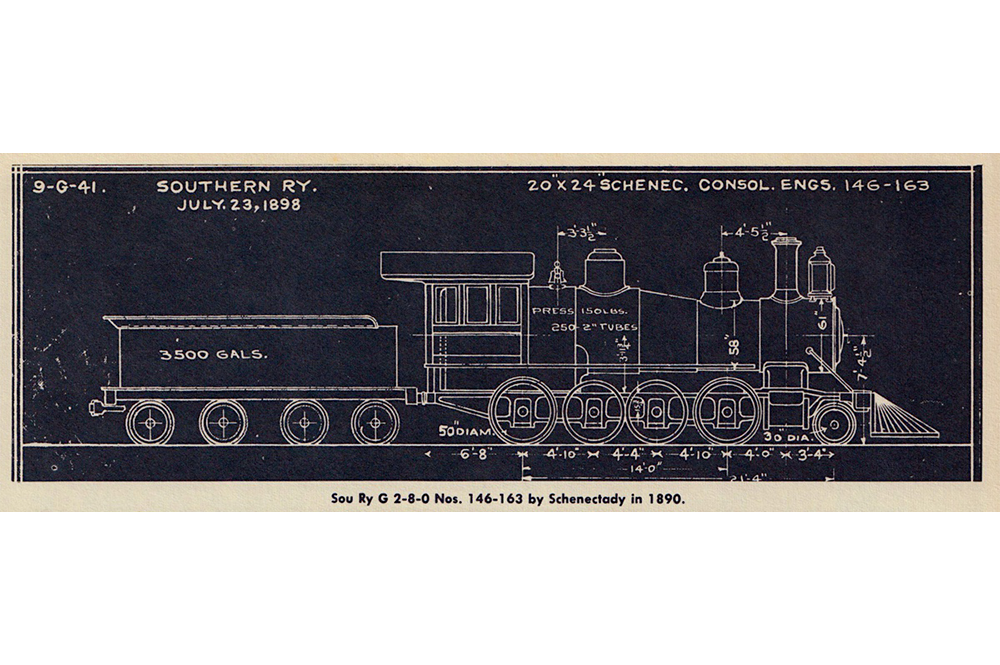 9-G-41.
SOUTHERN RY.
JULY. 23, 1898
20" X 24" SCHENEC. CONSOL. ENGS. 146-163
3'-3½"
4'-5½"
PRESS 150LBS.
250-2" TUBES
3500 GALS.
58"
61"
7'-4½"
50" DIAM.
30" DIA.
6'-8" 4'-10" 4'-4" 4'-10" 4'-0" 3'-4"
14'-0"
21'-4"
Sou Ry G 2-8-0 Nos. 146-163 by Schenectady in 1890.